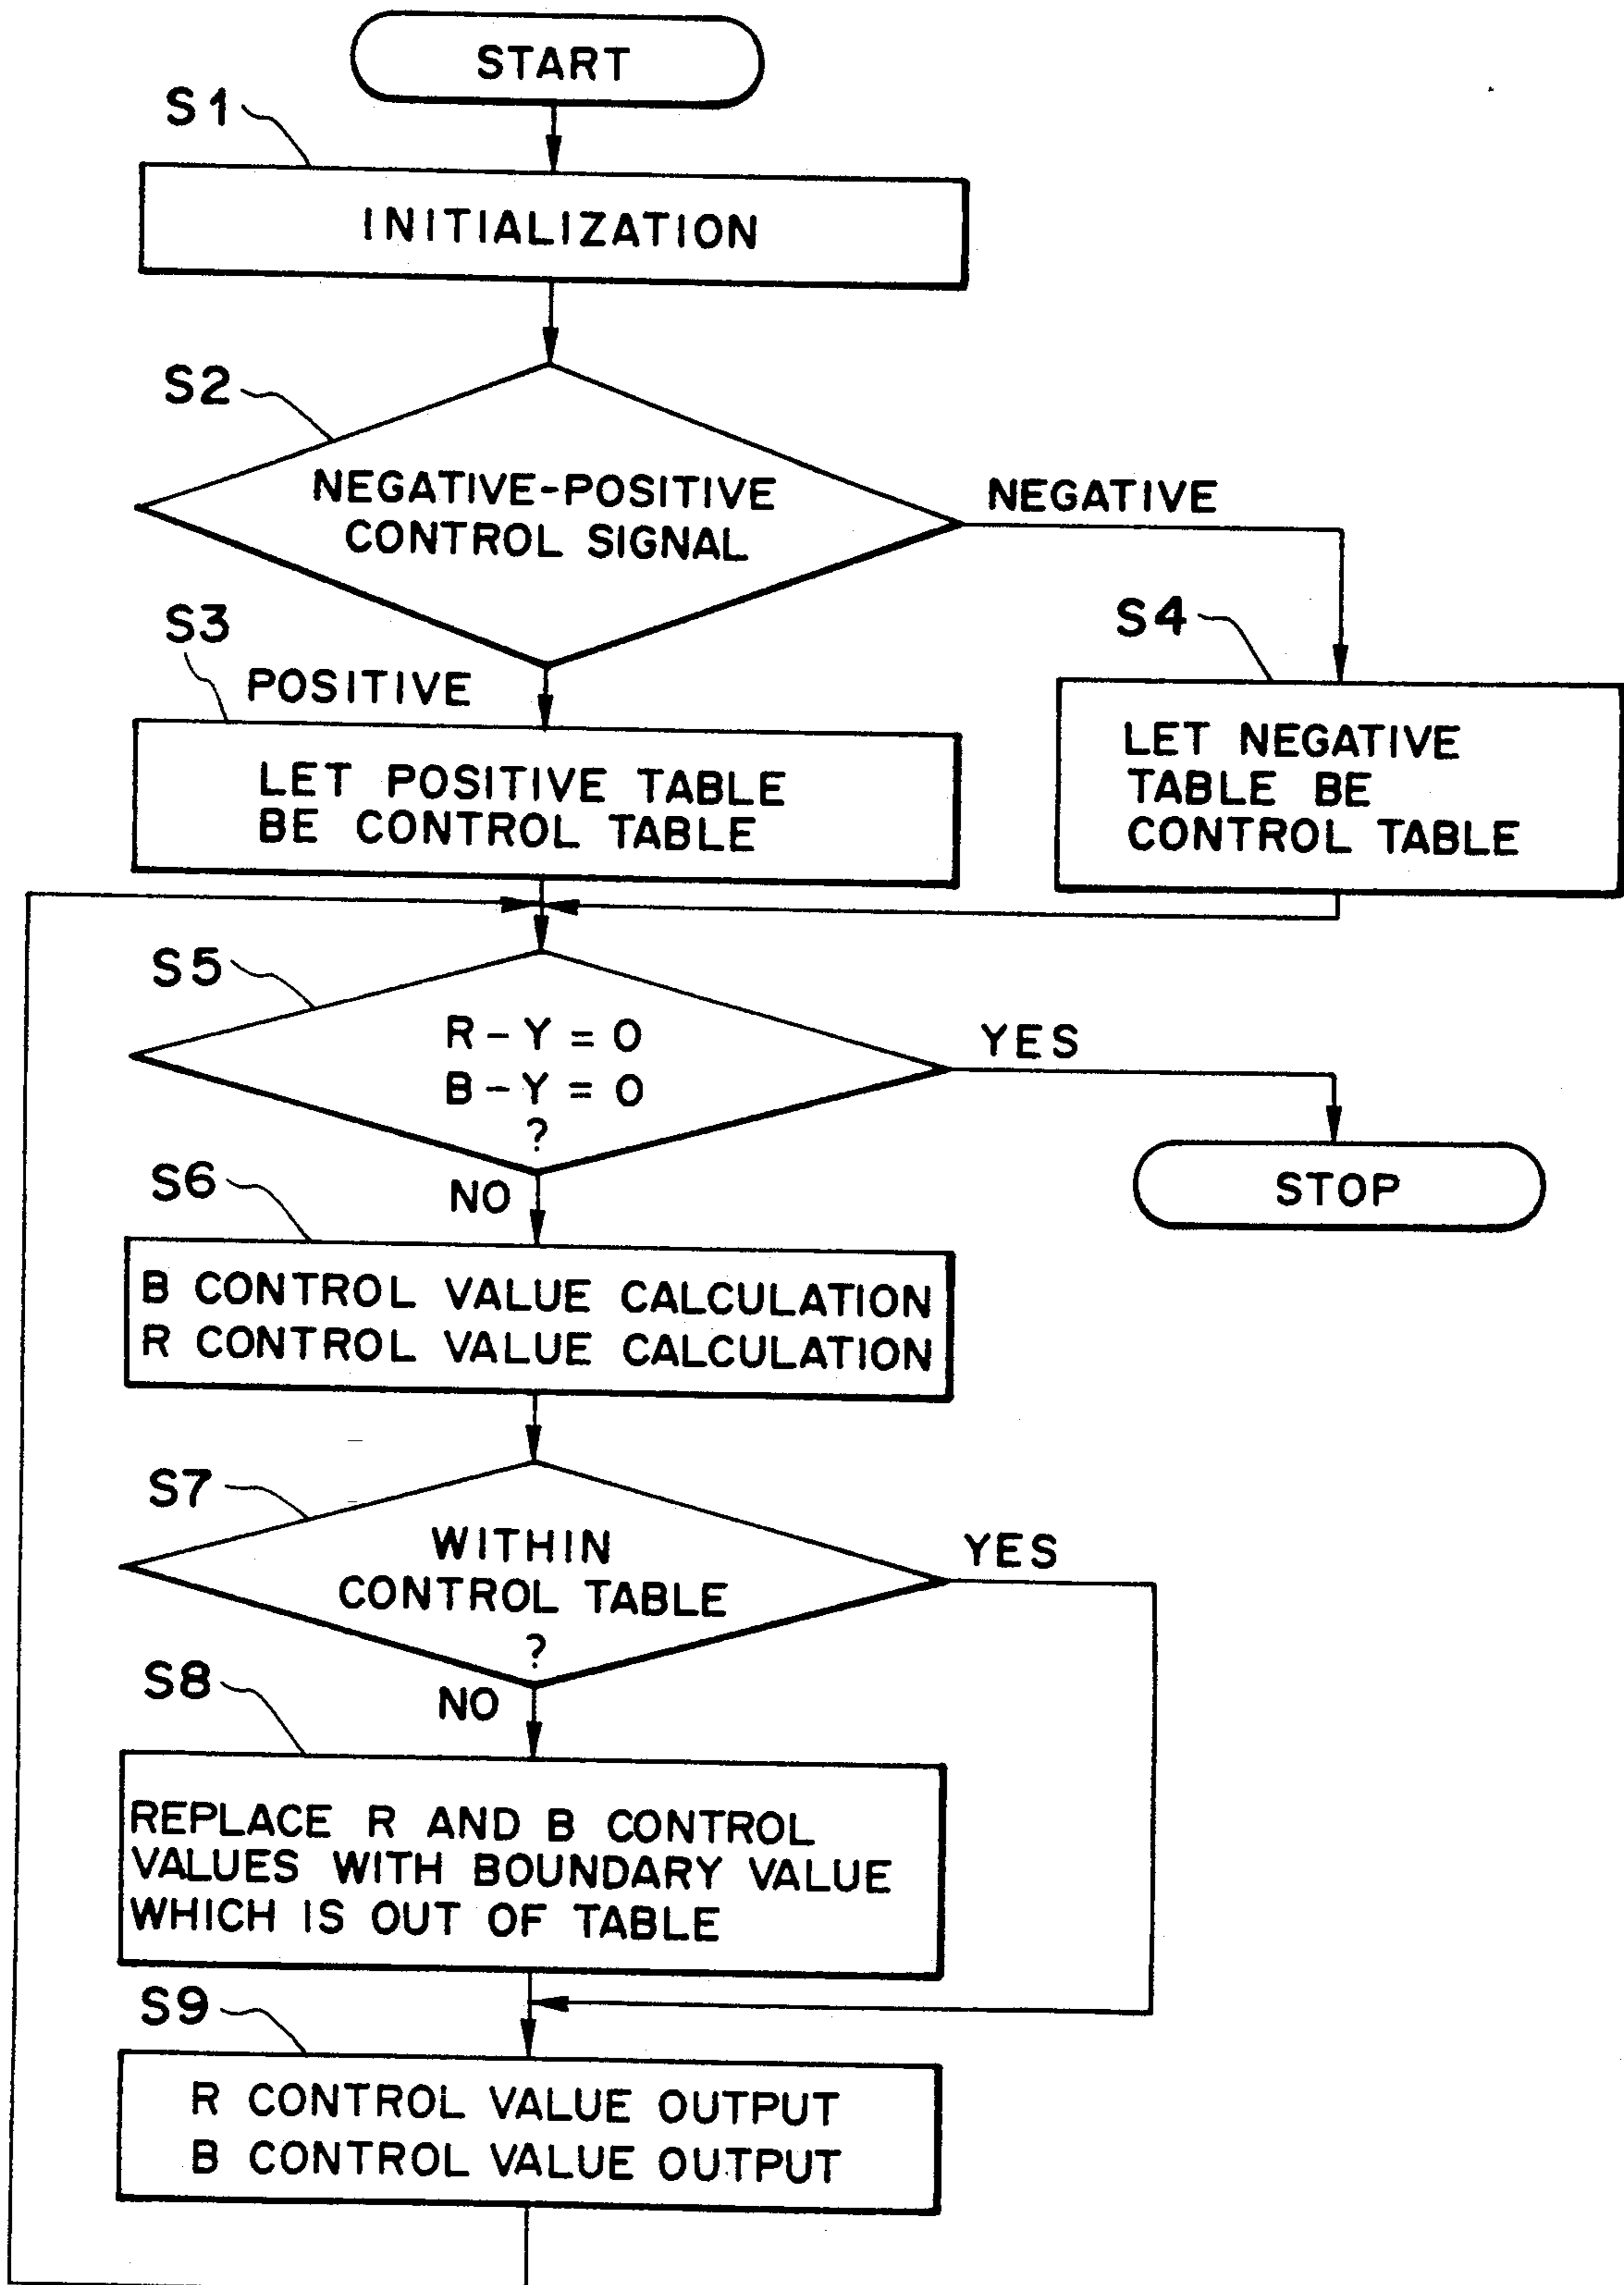 START
S1
INITIALIZATION
S2
NEGATIVE-POSITIVE
CONTROL SIGNAL
NEGATIVE
S3
POSITIVE
S4
LET POSITIVE TABLE
BE CONTROL TABLE
LET NEGATIVE
TABLE BE
CONTROL TABLE
S5
R-Y = 0
B-Y = 0
?
YES
STOP
NO
S6
B CONTROL VALUE CALCULATION
R CONTROL VALUE CALCULATION
S7
WITHIN
CONTROL TABLE
?
YES
NO
S8
REPLACE R AND B CONTROL
VALUES WITH BOUNDARY VALUE
WHICH IS OUT OF TABLE
S9
R CONTROL VALUE OUTPUT
B CONTROL VALUE OUTPUT